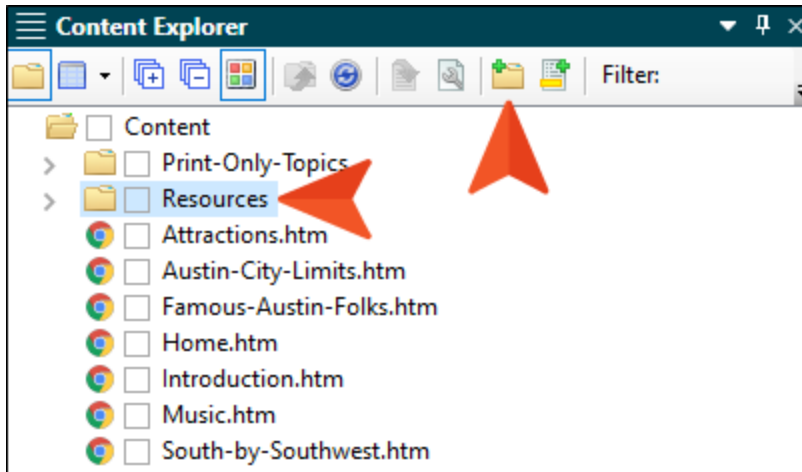 Content Explorer
Filter:
Content
Print-Only-Topics
Resources
Attractions.htm
Austin-City-Limits.htm
Famous-Austin-Folks.htm
Home.htm
Introduction.htm
Music.htm
South-by-Southwest.htm